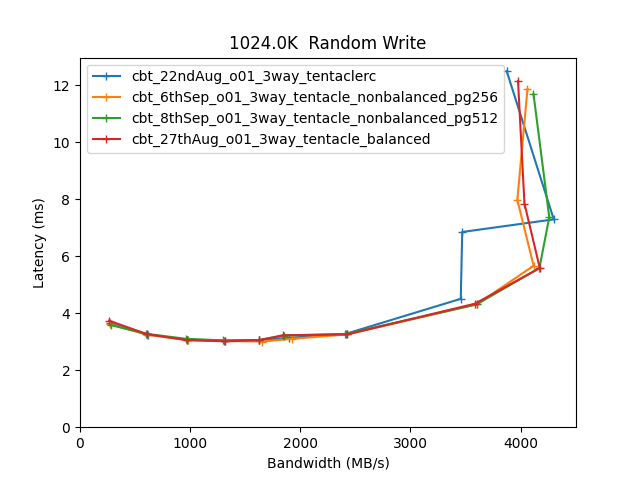 1024.0K  Random Write
cbt_22ndAug_o01_3way_tentaclerc
cbt_6thSep_o01_3way_tentacle_nonbalanced_pg256
cbt_8thSep_o01_3way_tentacle_nonbalanced_pg512
cbt_27thAug_o01_3way_tentacle_balanced
Latency (ms)
12
10
8
6
4
2
0
0 1000 2000 3000 4000
Bandwidth (MB/s)